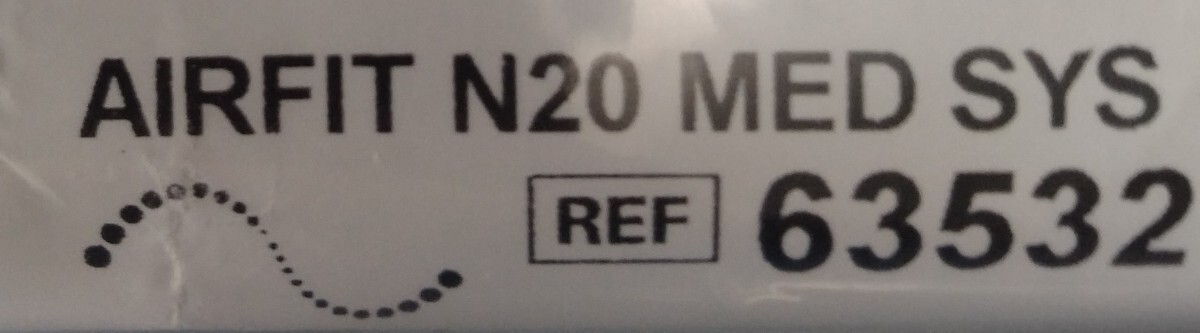 AIRFIT N20 MED SYS
REF 63532